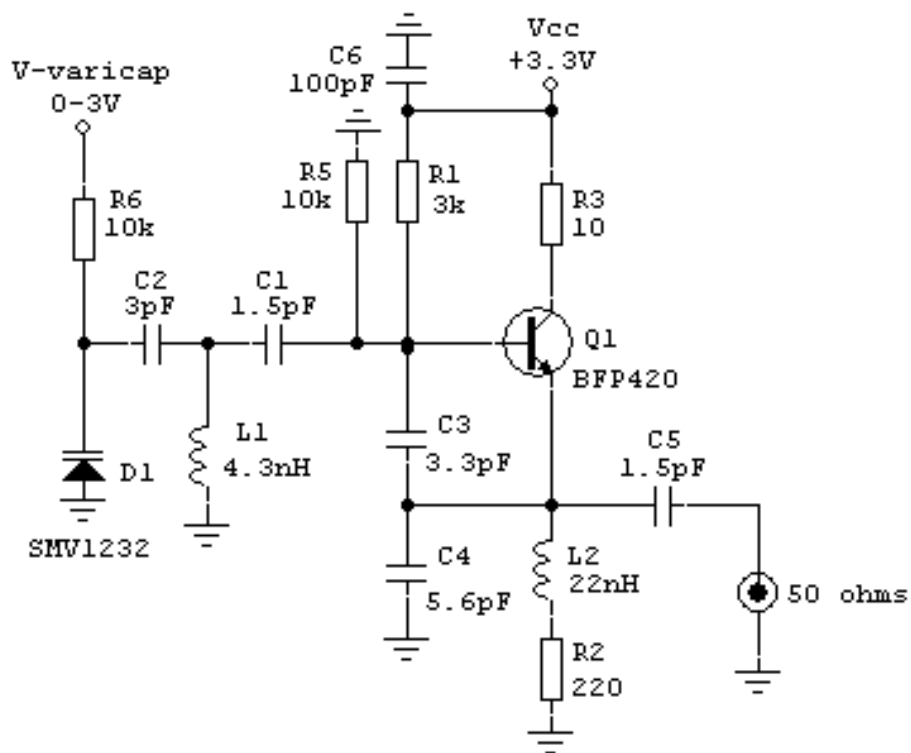 Vcc
+3.3V
C6
100pF
V-varicap
0-3V
R5
10k
R1
3k
R6
10k
R3
10
C2
3pF
C1
1.5pF
Q1
BFP420
L1
4.3nH
D1
SMV1232
C3
3.3pF
C5
1.5pF
C4
5.6pF
L2
22nH
50 ohms
R2
220